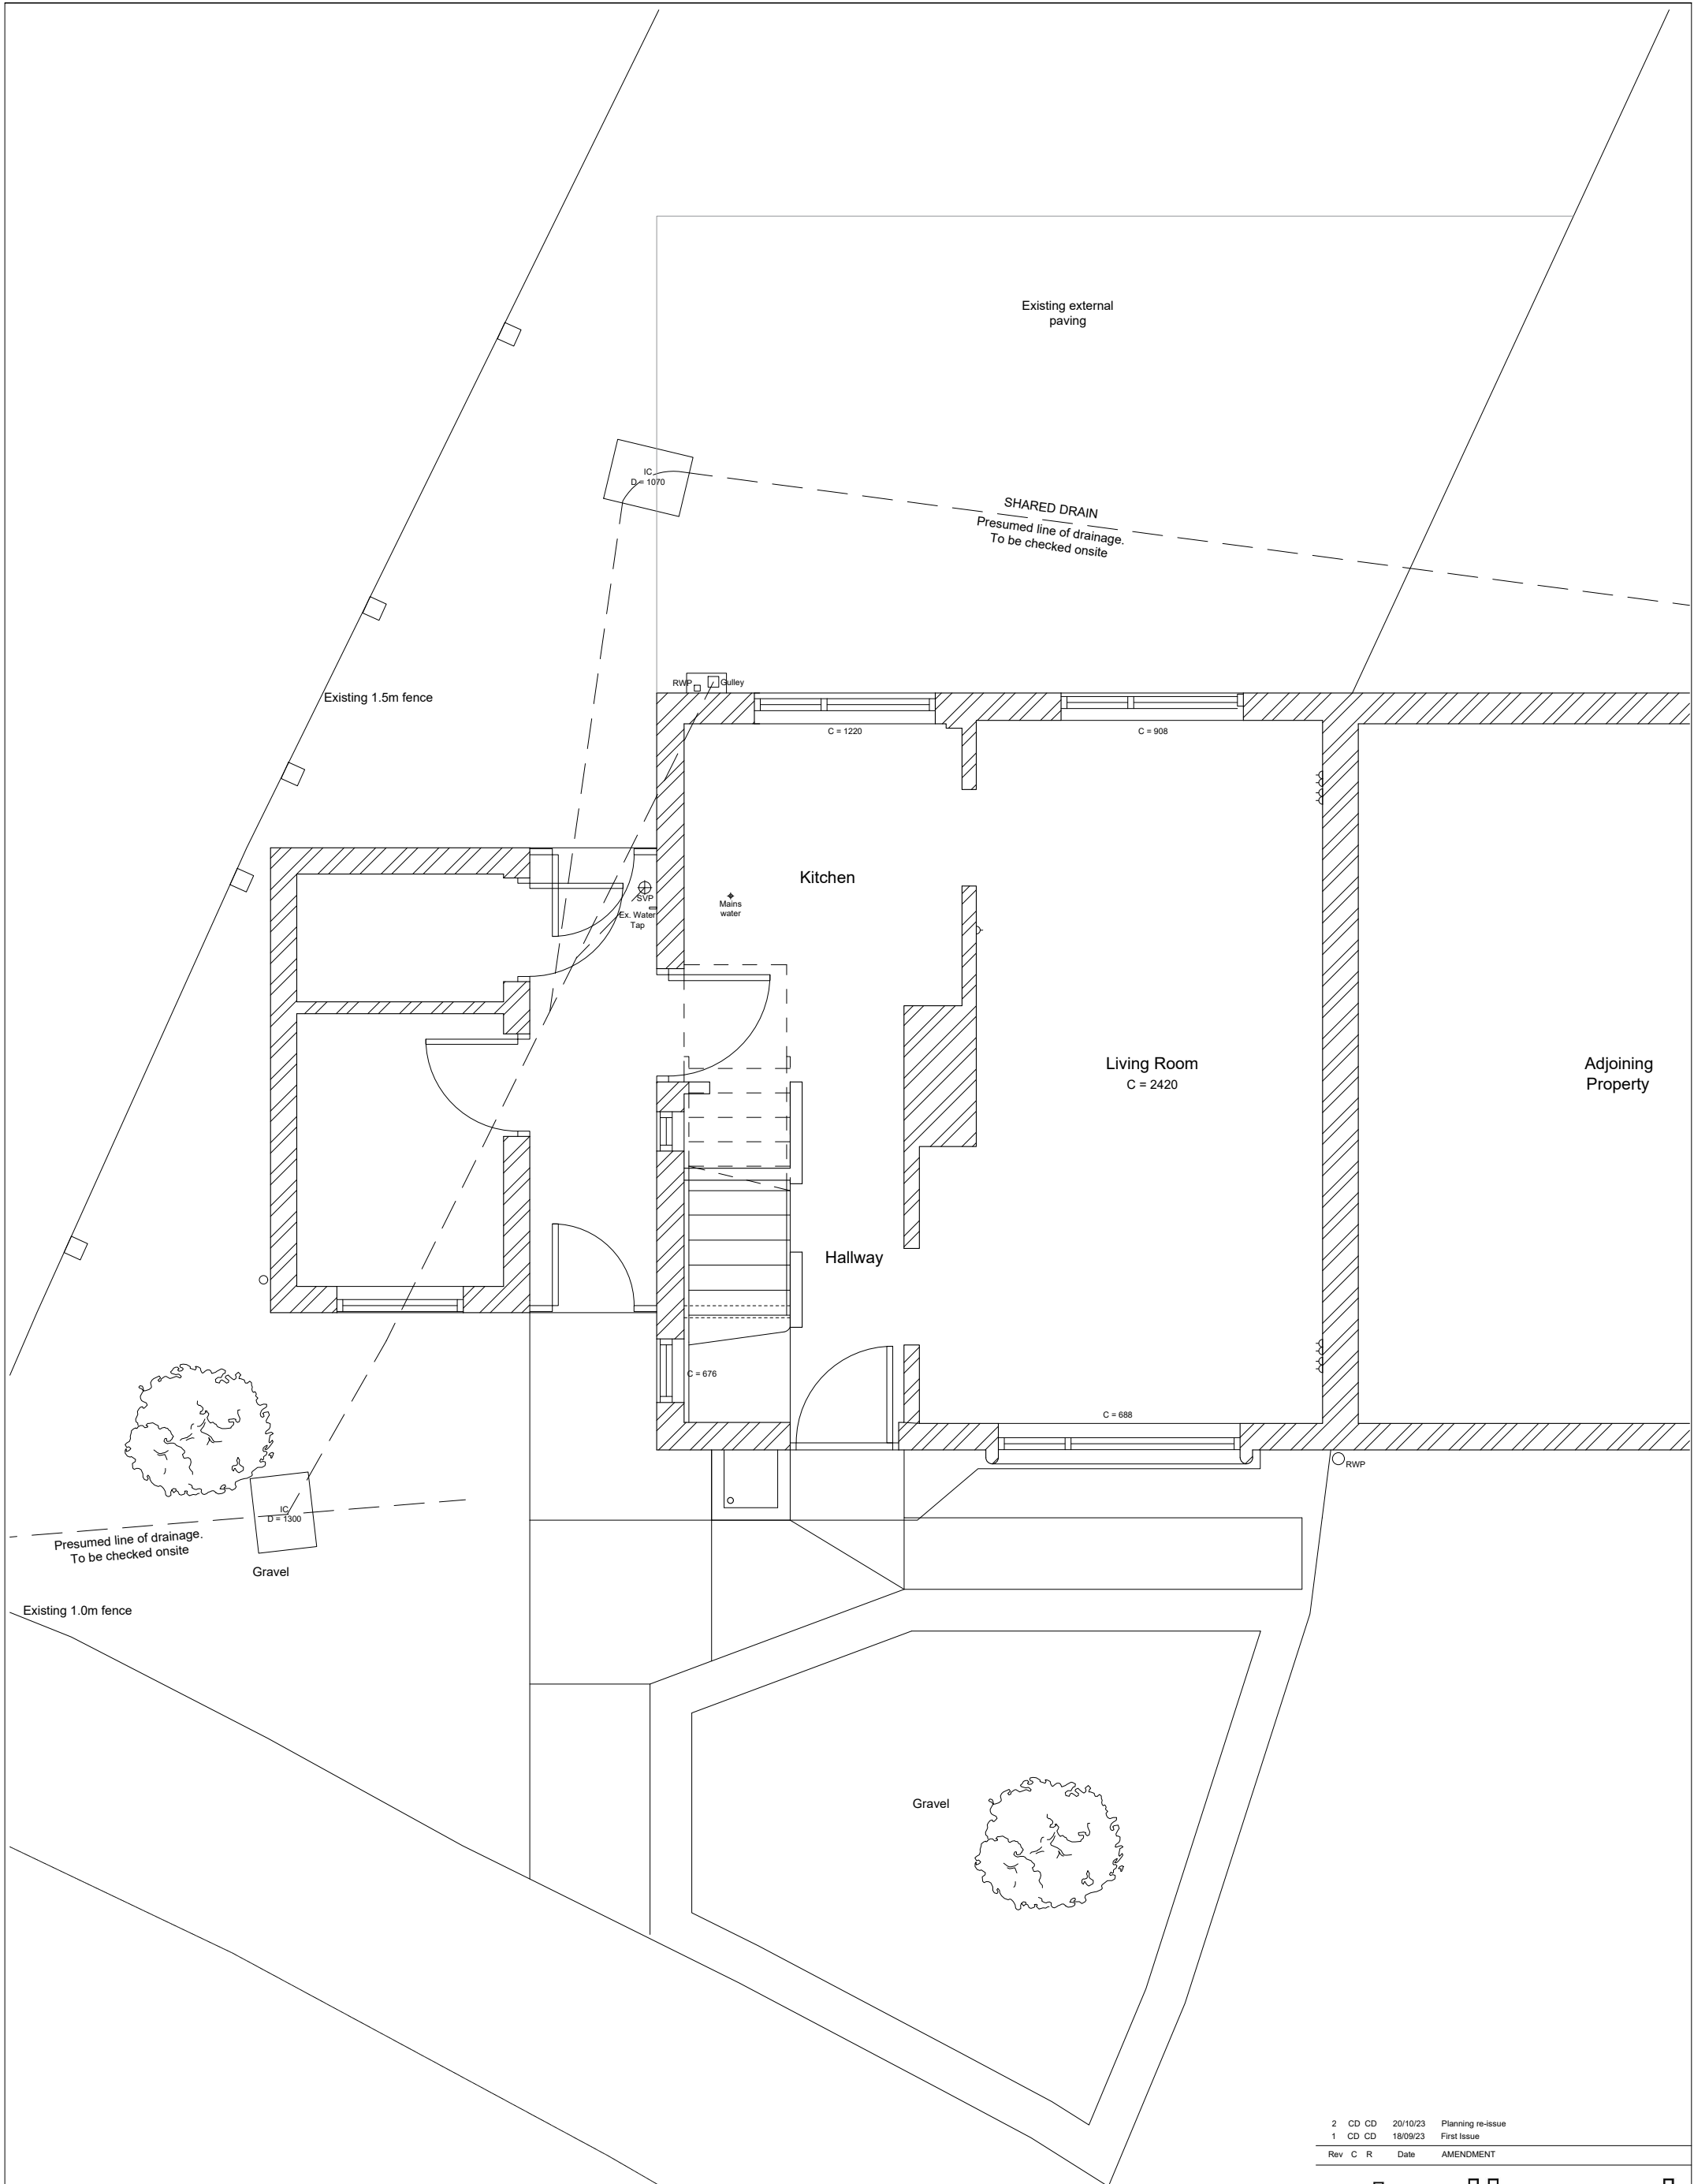 Existing external
paving
IC
D = 1070
SHARED DRAIN
Presumed line of drainage.
To be checked onsite
Existing 1.5m fence
RWP
Gulley
C = 1220
C = 908
Kitchen
SVP
Ex. Water
Tap
Mains
water
Living Room
C = 2420
Adjoining
Property
Hallway
C = 676
C = 688
RWP
IC
D = 1300
Presumed line of drainage.
To be checked onsite
Gravel
Existing 1.0m fence
Gravel
2 CD CD 20/10/23 Planning re-issue
1 CD CD 18/09/23 First Issue
Rev C R Date AMENDMENT